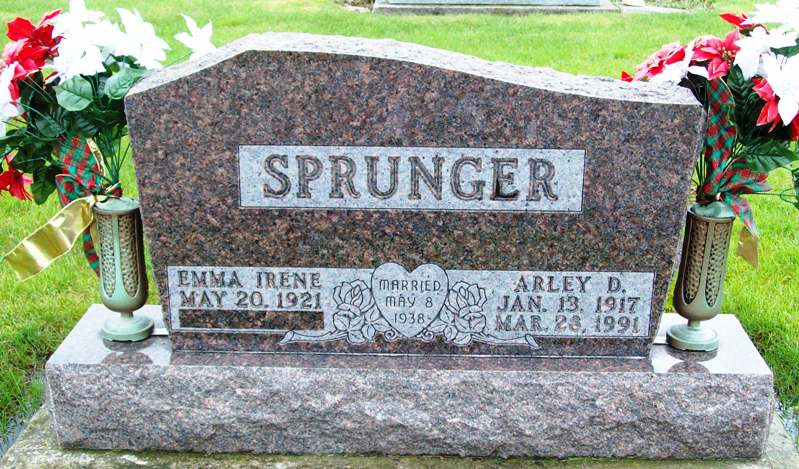 SPRUNGER
EMMA IRENE
MAY 20, 1921
MARRIED
MAY 8
1938
ARLEY D.
JAN. 13, 1917
MAR. 28, 1991